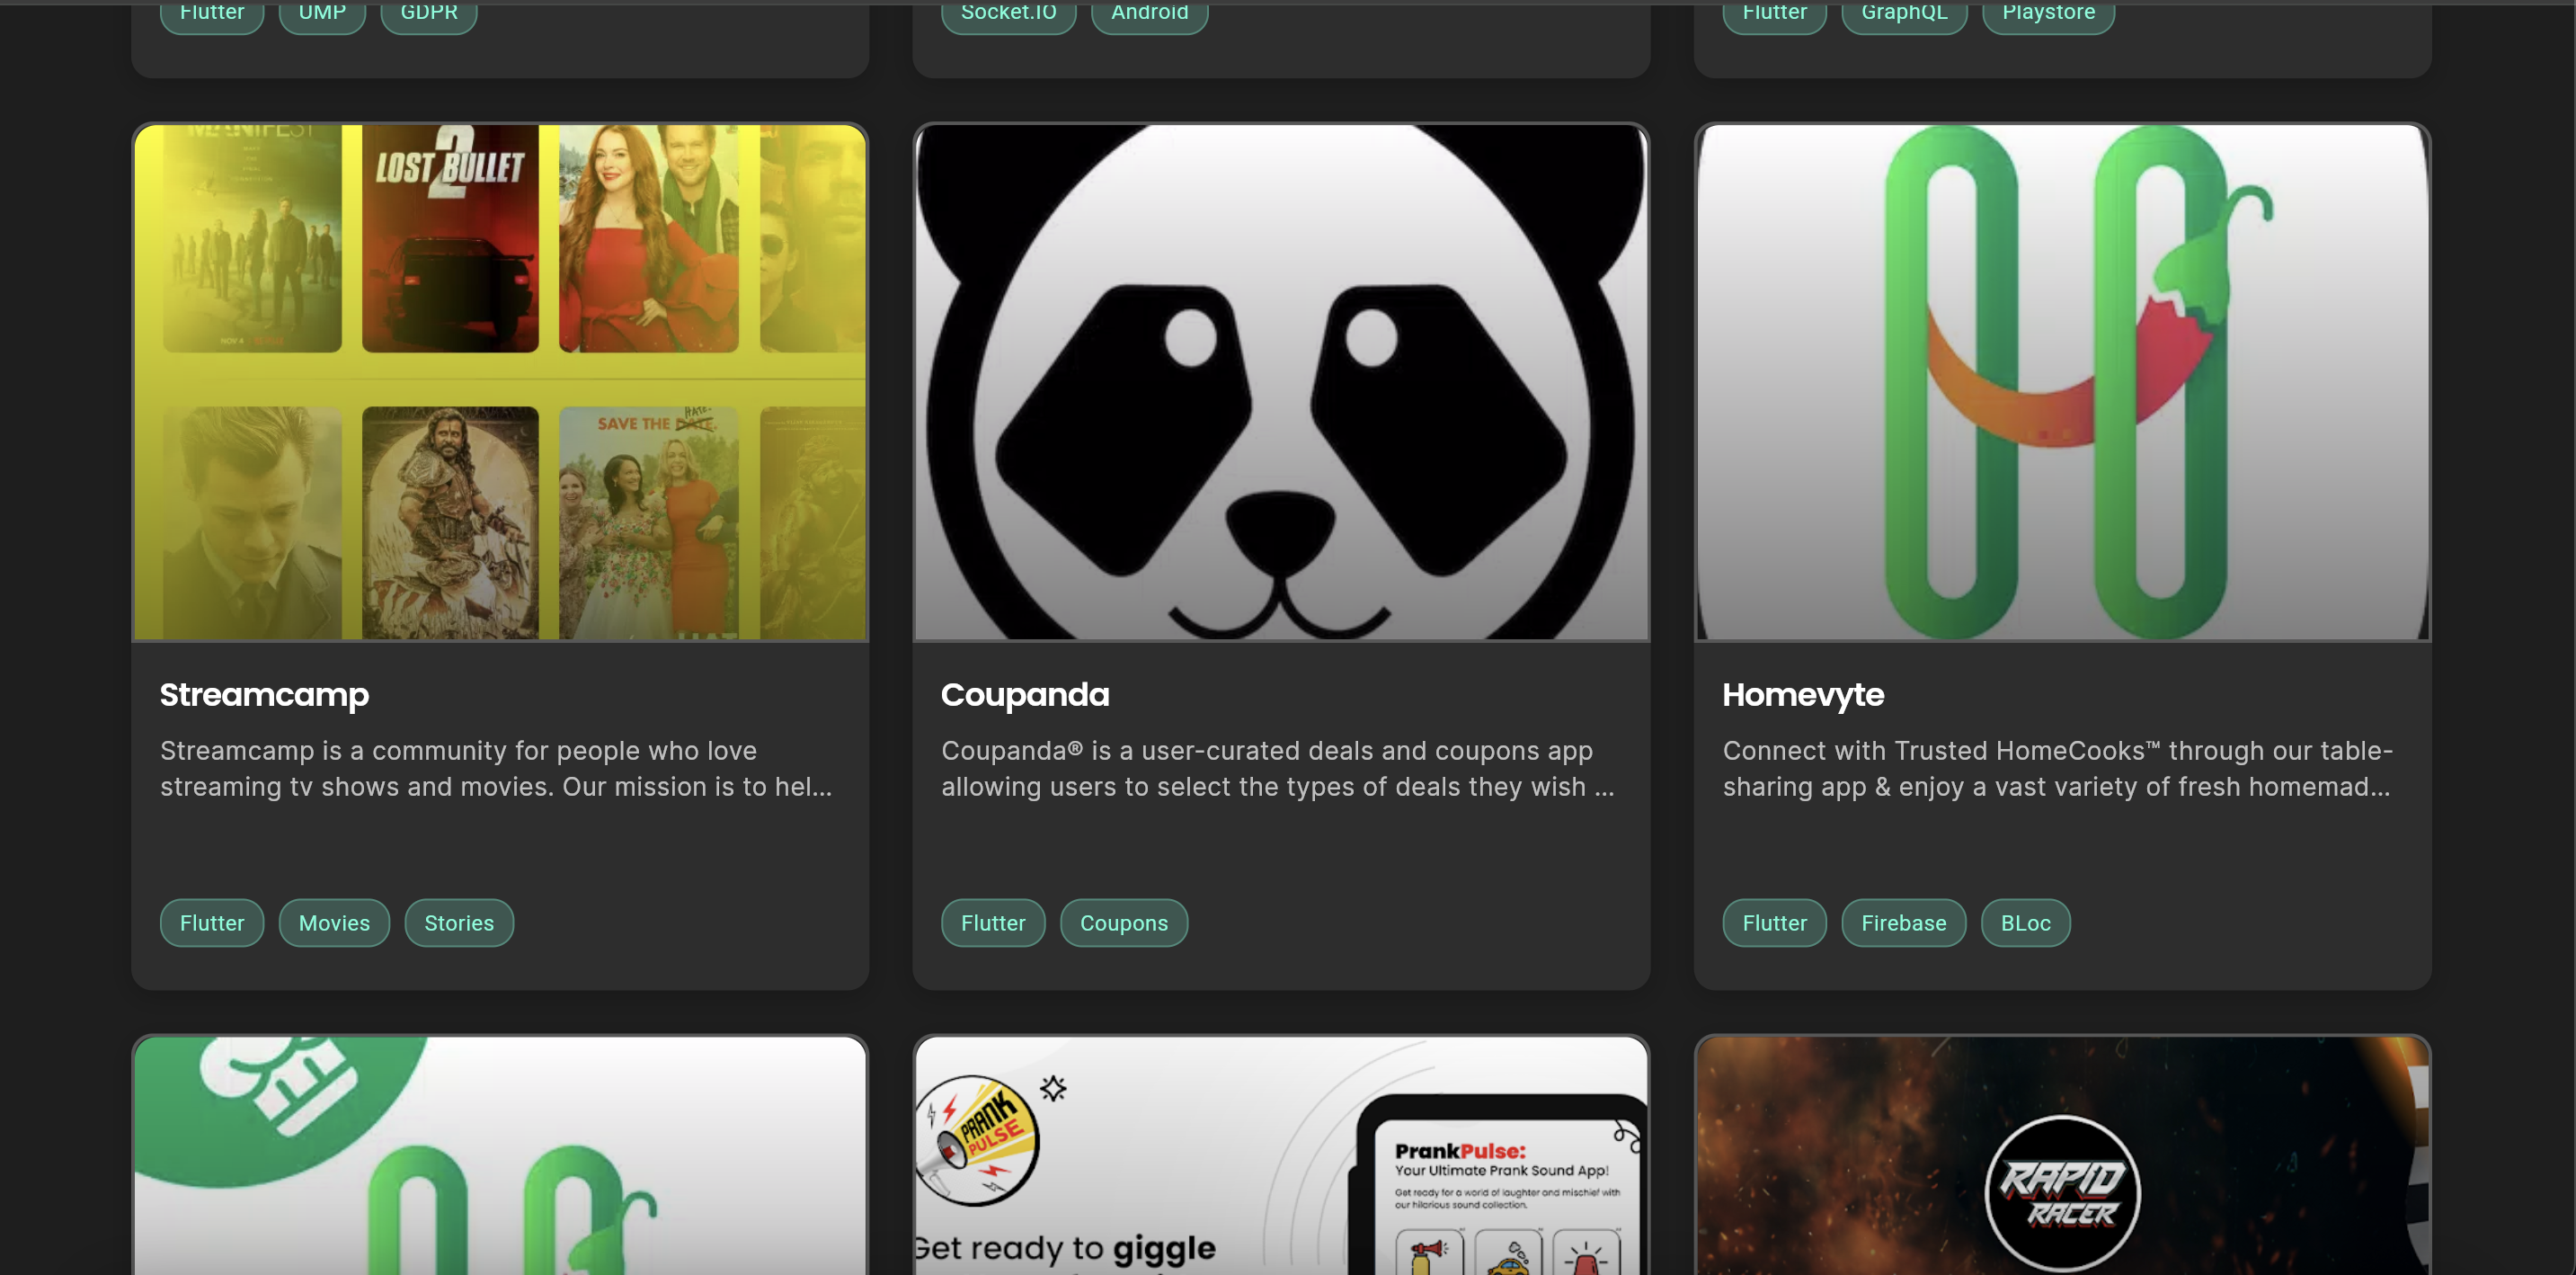 Flutter UMP GDPR
Socket.IO Android
Flutter GraphQL Playstore
MANIFEST
NOV 4
LOST BULLET
2
SAVE THE DATE.
HATE.
Streamcamp
Streamcamp is a community for people who love
streaming tv shows and movies. Our mission is to hel...
Flutter Movies Stories
Coupanda
Coupanda® is a user-curated deals and coupons app
allowing users to select the types of deals they wish ...
Flutter Coupons
Homevyte
Connect with Trusted HomeCooks™ through our table-
sharing app & enjoy a vast variety of fresh homemad...
Flutter Firebase BLoc
PRANK
PULSE
Get ready to giggle
PrankPulse:
Your Ultimate Prank Sound App!
Get ready for a world of laughter and mischief with
our hilarious sound collection.
RAPID
RACER